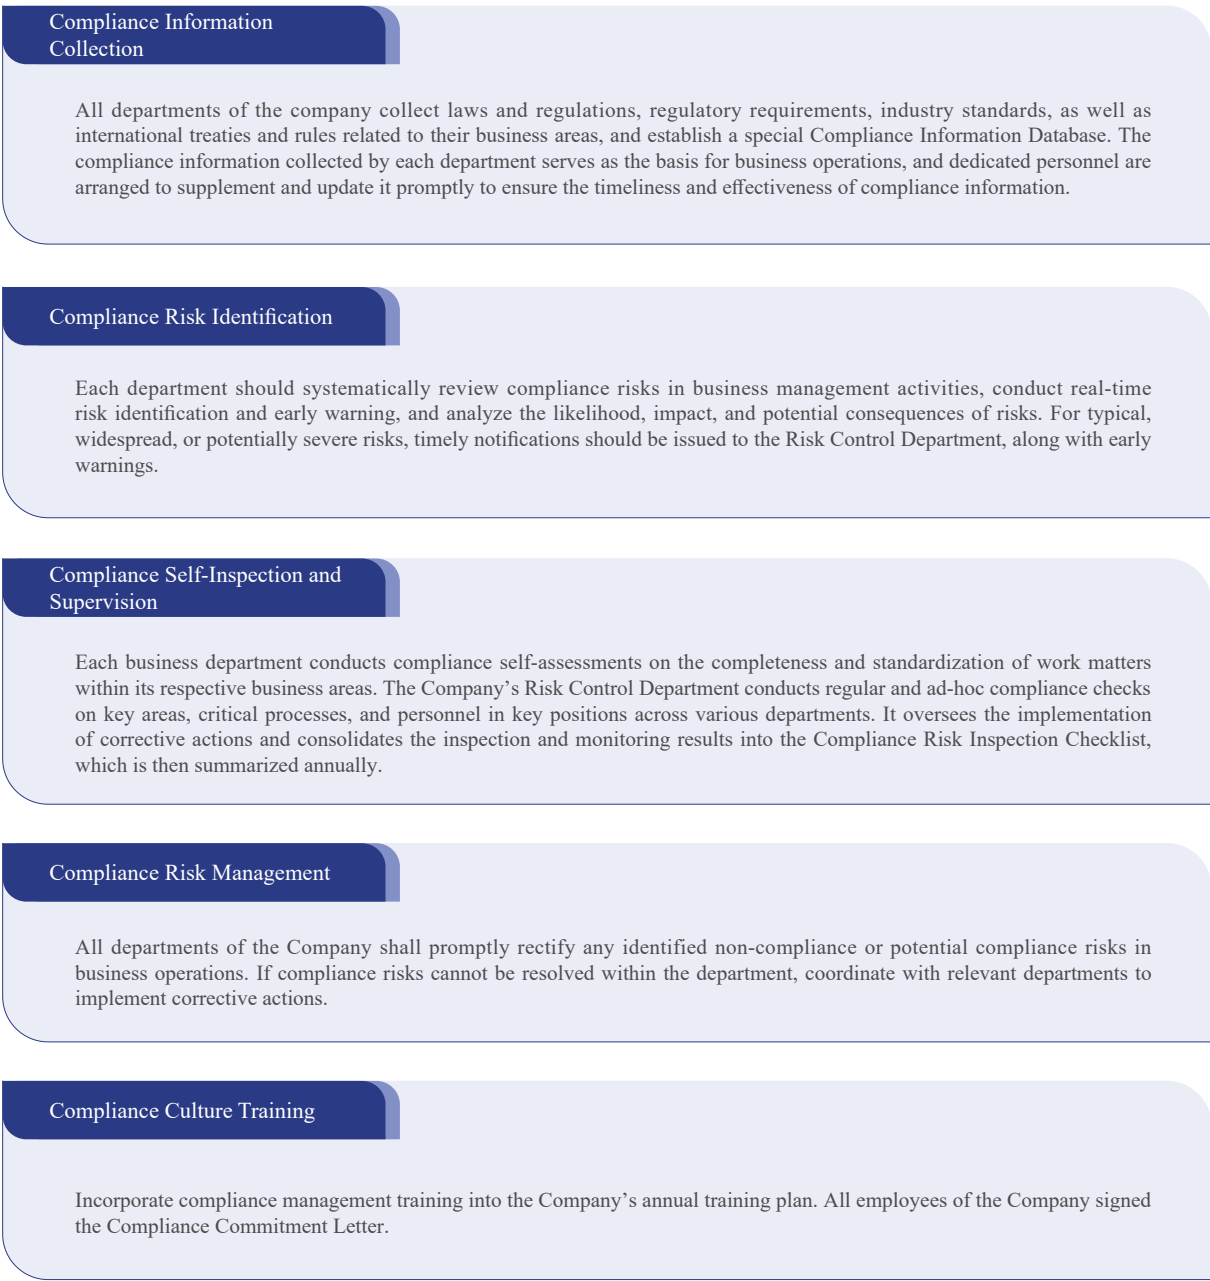 Compliance Information
Collection
All departments of the company collect laws and regulations, regulatory requirements, industry standards, as well as
international treaties and rules related to their business areas, and establish a special Compliance Information Database. The
compliance information collected by each department serves as the basis for business operations, and dedicated personnel are
arranged to supplement and update it promptly to ensure the timeliness and effectiveness of compliance information.
Compliance Risk Identification
Each department should systematically review compliance risks in business management activities, conduct real-time
risk identification and early warning, and analyze the likelihood, impact, and potential consequences of risks. For typical,
widespread, or potentially severe risks, timely notifications should be issued to the Risk Control Department, along with early
warnings.
Compliance Self-Inspection and
Supervision
Each business department conducts compliance self-assessments on the completeness and standardization of work matters
within its respective business areas. The Company’s Risk Control Department conducts regular and ad-hoc compliance checks
on key areas, critical processes, and personnel in key positions across various departments. It oversees the implementation
of corrective actions and consolidates the inspection and monitoring results into the Compliance Risk Inspection Checklist,
which is then summarized annually.
Compliance Risk Management
All departments of the Company shall promptly rectify any identified non-compliance or potential compliance risks in
business operations. If compliance risks cannot be resolved within the department, coordinate with relevant departments to
implement corrective actions.
Compliance Culture Training
Incorporate compliance management training into the Company’s annual training plan. All employees of the Company signed
the Compliance Commitment Letter.